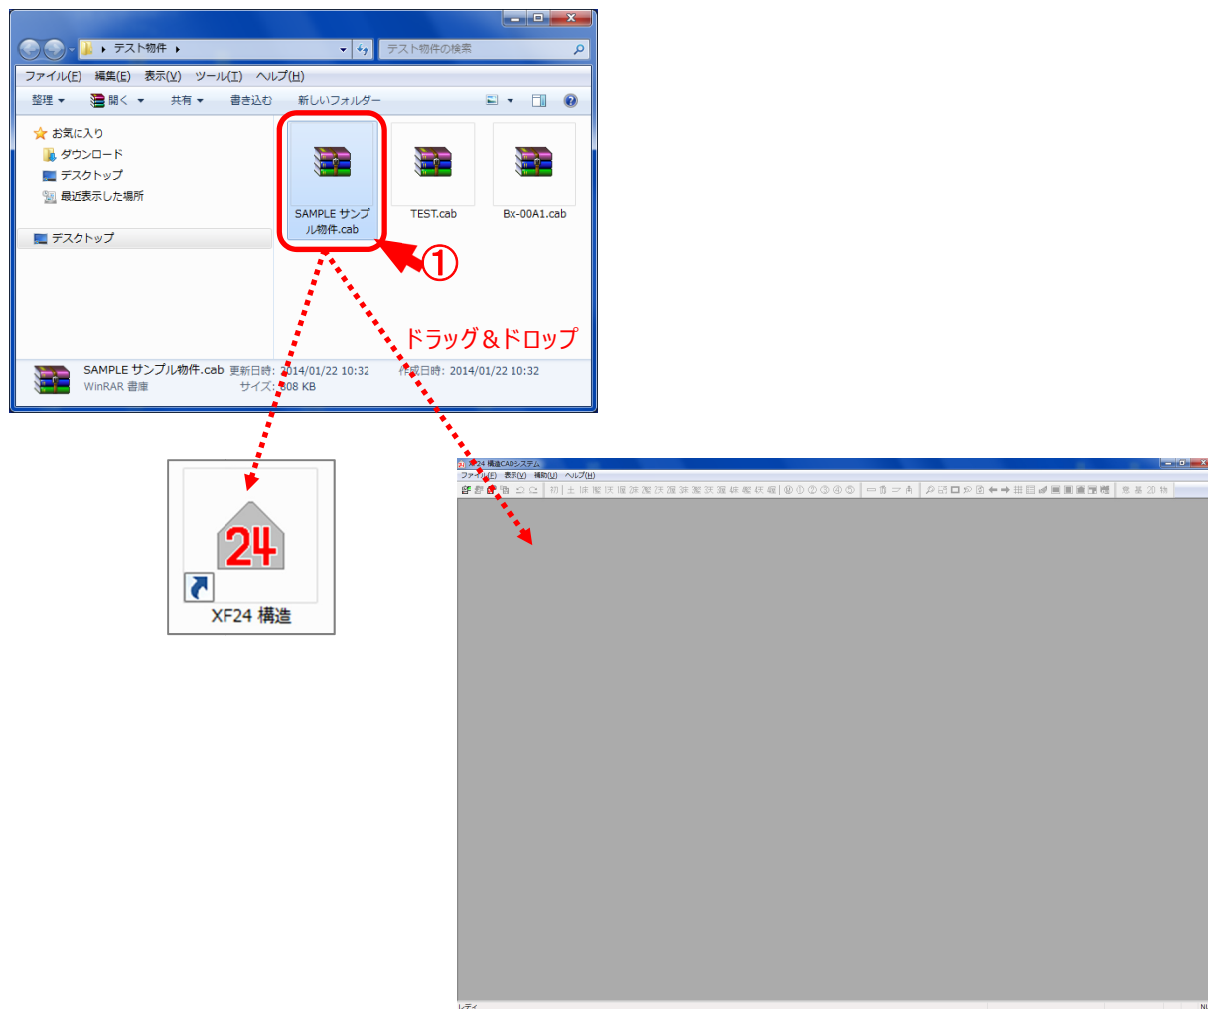 テスト物件
テスト物件の検索
ファイル(F) 編集(E) 表示(V) ツール(T) ヘルプ(H)
整理 開く 共有 書き込む 新しいフォルダー
お気に入り
ダウンロード
デスクトップ
最近表示した場所
デスクトップ
SAMPLE サンプ
ル物件.cab
TEST.cab
Bx-00A1.cab
①
ドラッグ＆ドロップ
SAMPLE サンプル物件.cab 更新日時: 2014/01/22 10:32 作成日時: 2014/01/22 10:32
WinRAR 書庫 サイズ: 808 KB
24
XF24 構造
XF24 構造CADシステム
ファイル(F) 表示(V) 補助(U) ヘルプ(H)
レディ